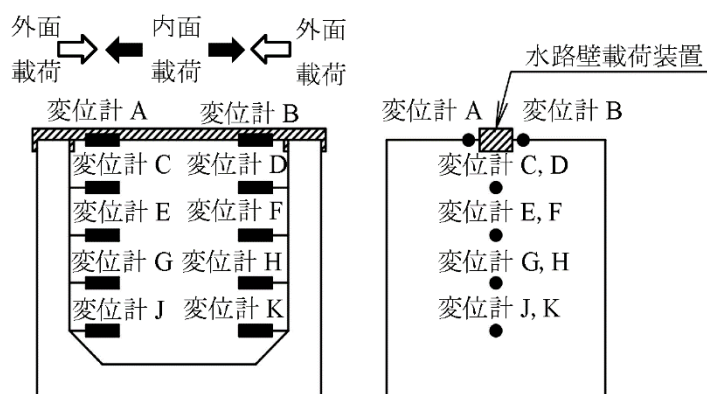 外面 内面 外面
載荷 載荷 載荷
変位計 A 変位計 B
変位計 C 変位計 D
変位計 E 変位計 F
変位計 G 変位計 H
変位計 J 変位計 K
水路壁載荷装置
変位計 A 変位計 B
変位計 C, D
変位計 E, F
変位計 G, H
変位計 J, K